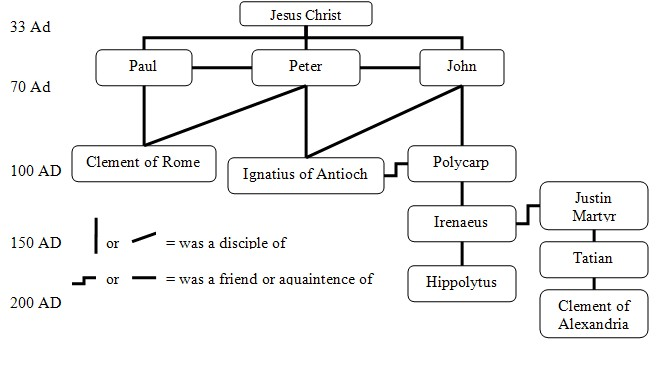 Jesus Christ
33 Ad
Paul
Peter
John
70 Ad
Clement of Rome
Ignatius of Antioch
Polycarp
100 AD
Justin
Martyr
Irenaeus
150 AD
or
= was a disciple of
Tatian
or
= was a friend or aquaintence of
Hippolytus
200 AD
Clement of
Alexandria